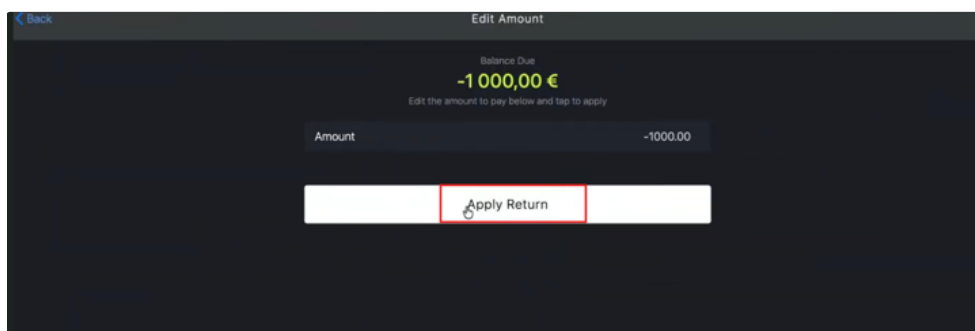 < Back
Edit Amount
Balance Due
-1 000,00 €
Edit the amount to pay below and tap to apply
Amount -1000.00
Apply Return